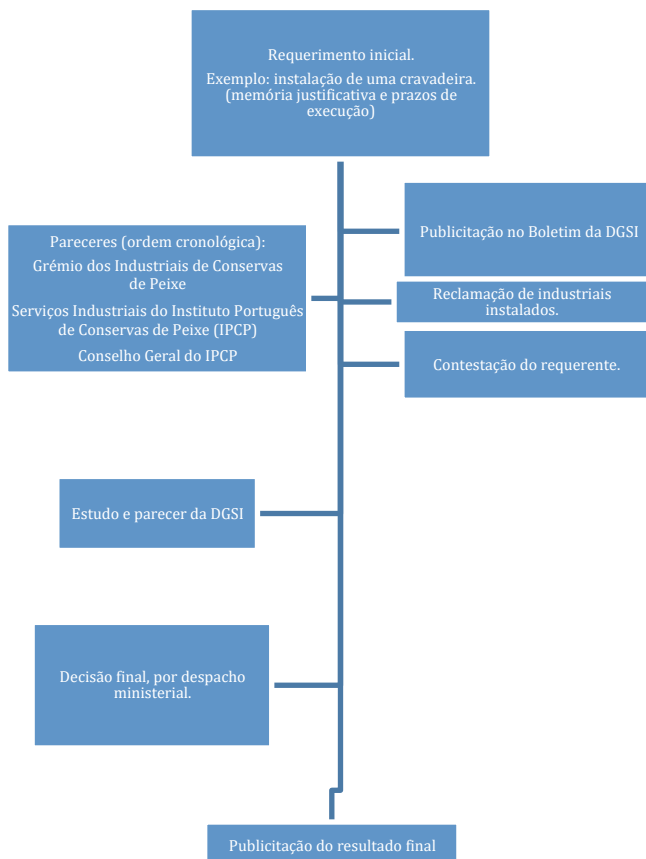 Requerimento inicial.
Exemplo: instalação de uma cravadeira.
(memória justificativa e prazos de
execução)
Publicitação no Boletim da DGSI
Pareceres (ordem cronológica):
Grémio dos Industriais de Conservas
de Peixe
Serviços Industriais do Instituto Português
de Conservas de Peixe (IPCP)
Conselho Geral do IPCP
Reclamação de industriais
instalados.
Contestação do requerente.
Estudo e parecer da DGSI
Decisão final, por despacho
ministerial.
Publicitação do resultado final